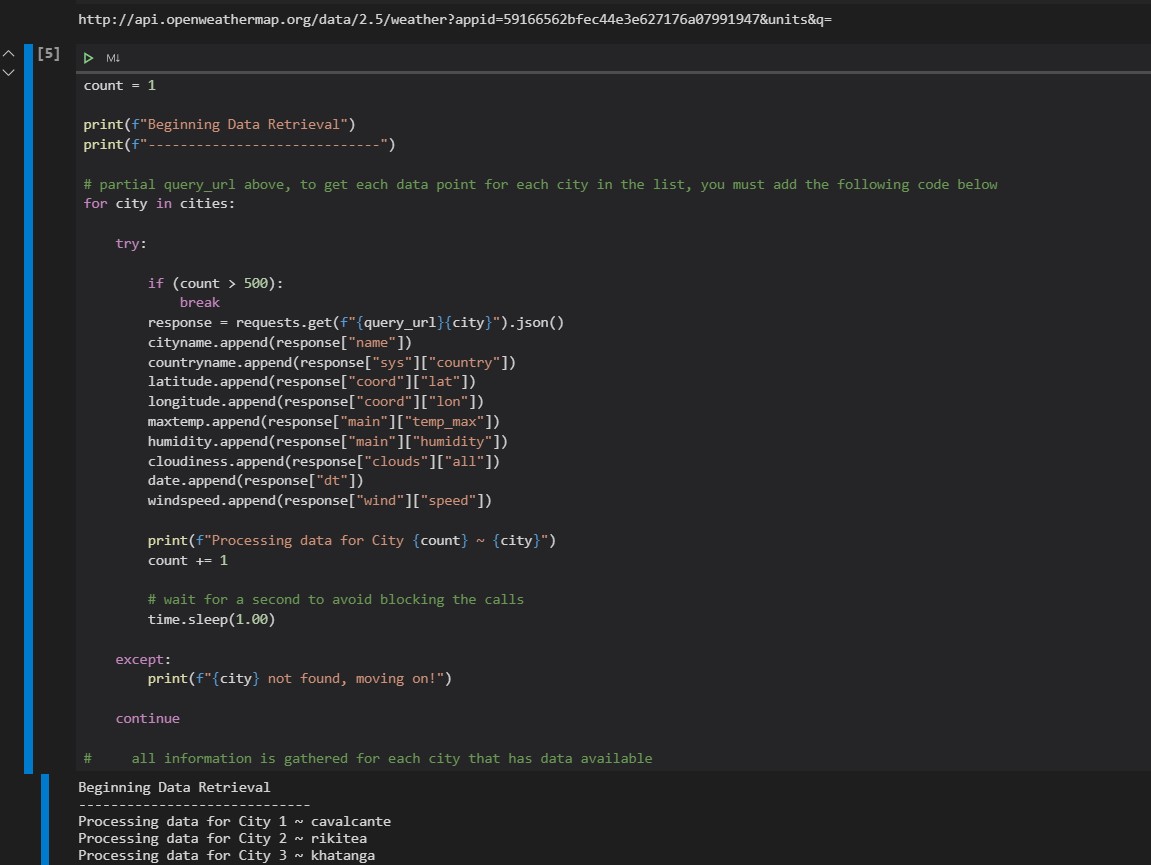 http://api.openweathermap.org/data/2.5/weather?appid=59166562bfec44e3e627176a07991947&units&q=
[5]
M↓
count = 1
print(f"Beginning Data Retrieval")
print(f"-----------------------------")
# partial query_url above, to get each data point for each city in the list, you must add the following code below
for city in cities:
    try:
        if (count > 500):
            break
        response = requests.get(f"{query_url}{city}").json()
        cityname.append(response["name"])
        countryname.append(response["sys"]["country"])
        latitude.append(response["coord"]["lat"])
        longitude.append(response["coord"]["lon"])
        maxtemp.append(response["main"]["temp_max"])
        humidity.append(response["main"]["humidity"])
        cloudiness.append(response["clouds"]["all"])
        date.append(response["dt"])
        windspeed.append(response["wind"]["speed"])
        print(f"Processing data for City {count} ~ {city}")
        count += 1
        # wait for a second to avoid blocking the calls
        time.sleep(1.00)
    except:
        print(f"{city} not found, moving on!")
    continue
#     all information is gathered for each city that has data available
Beginning Data Retrieval
-----------------------------
Processing data for City 1 ~ cavalcante
Processing data for City 2 ~ rikitea
Processing data for City 3 ~ khatanga